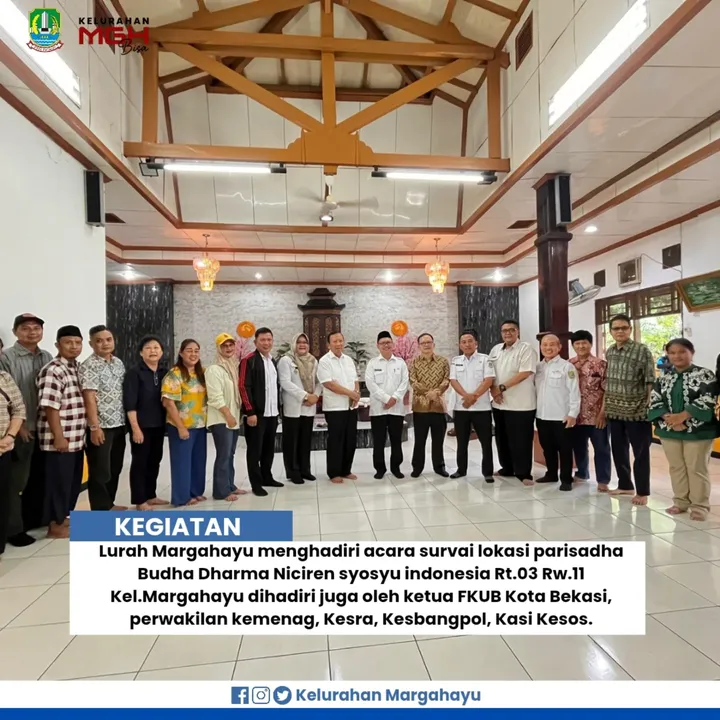 KELURAHAN
MGH
Bisa
KEGIATAN
Lurah Margahayu menghadiri acara survai lokasi parisadha
Budha Dharma Niciren syosyu indonesia Rt.03 Rw.11
Kel.Margahayu dihadiri juga oleh ketua FKUB Kota Bekasi,
perwakilan kemenag, Kesra, Kesbangpol, Kasi Kesos.
Kelurahan Margahayu